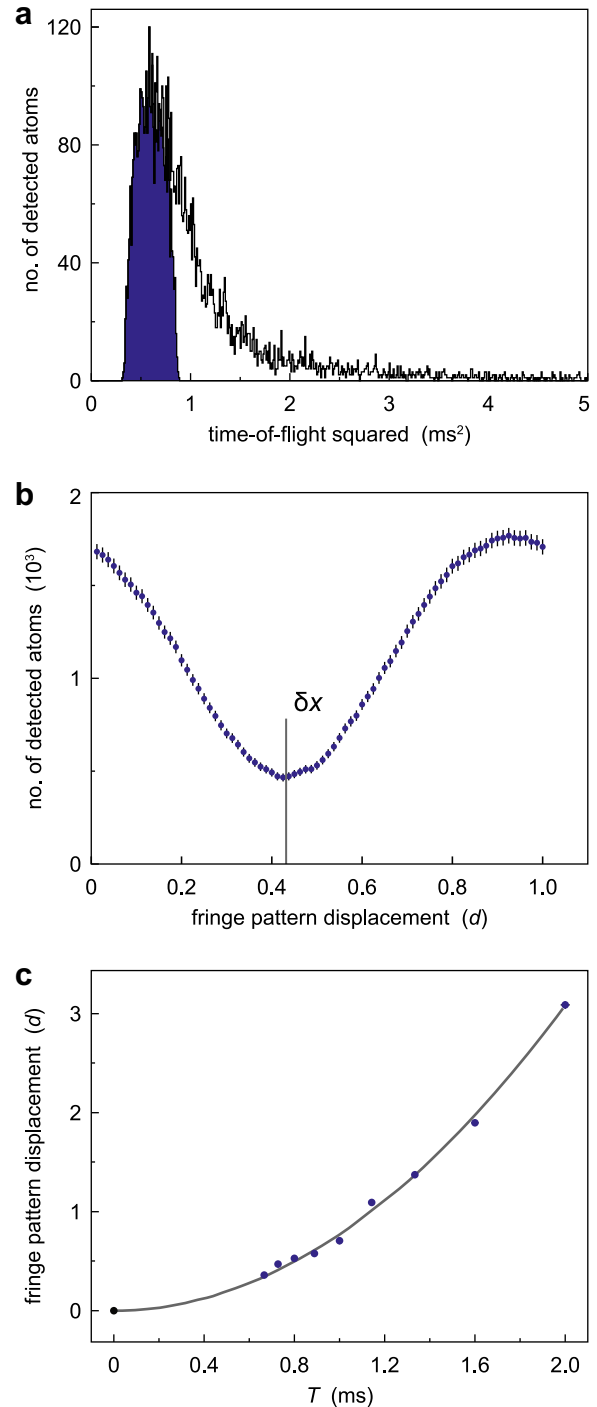 a
120
80
40
0
no. of detected atoms
0 1 2 3 4 5
time-of-flight squared (ms²)
b
2
1
0
no. of detected atoms (10³)
δx
0 0.2 0.4 0.6 0.8 1.0
fringe pattern displacement (d)
c
3
2
1
0
fringe pattern displacement (d)
0 0.4 0.8 1.2 1.6 2.0
T (ms)